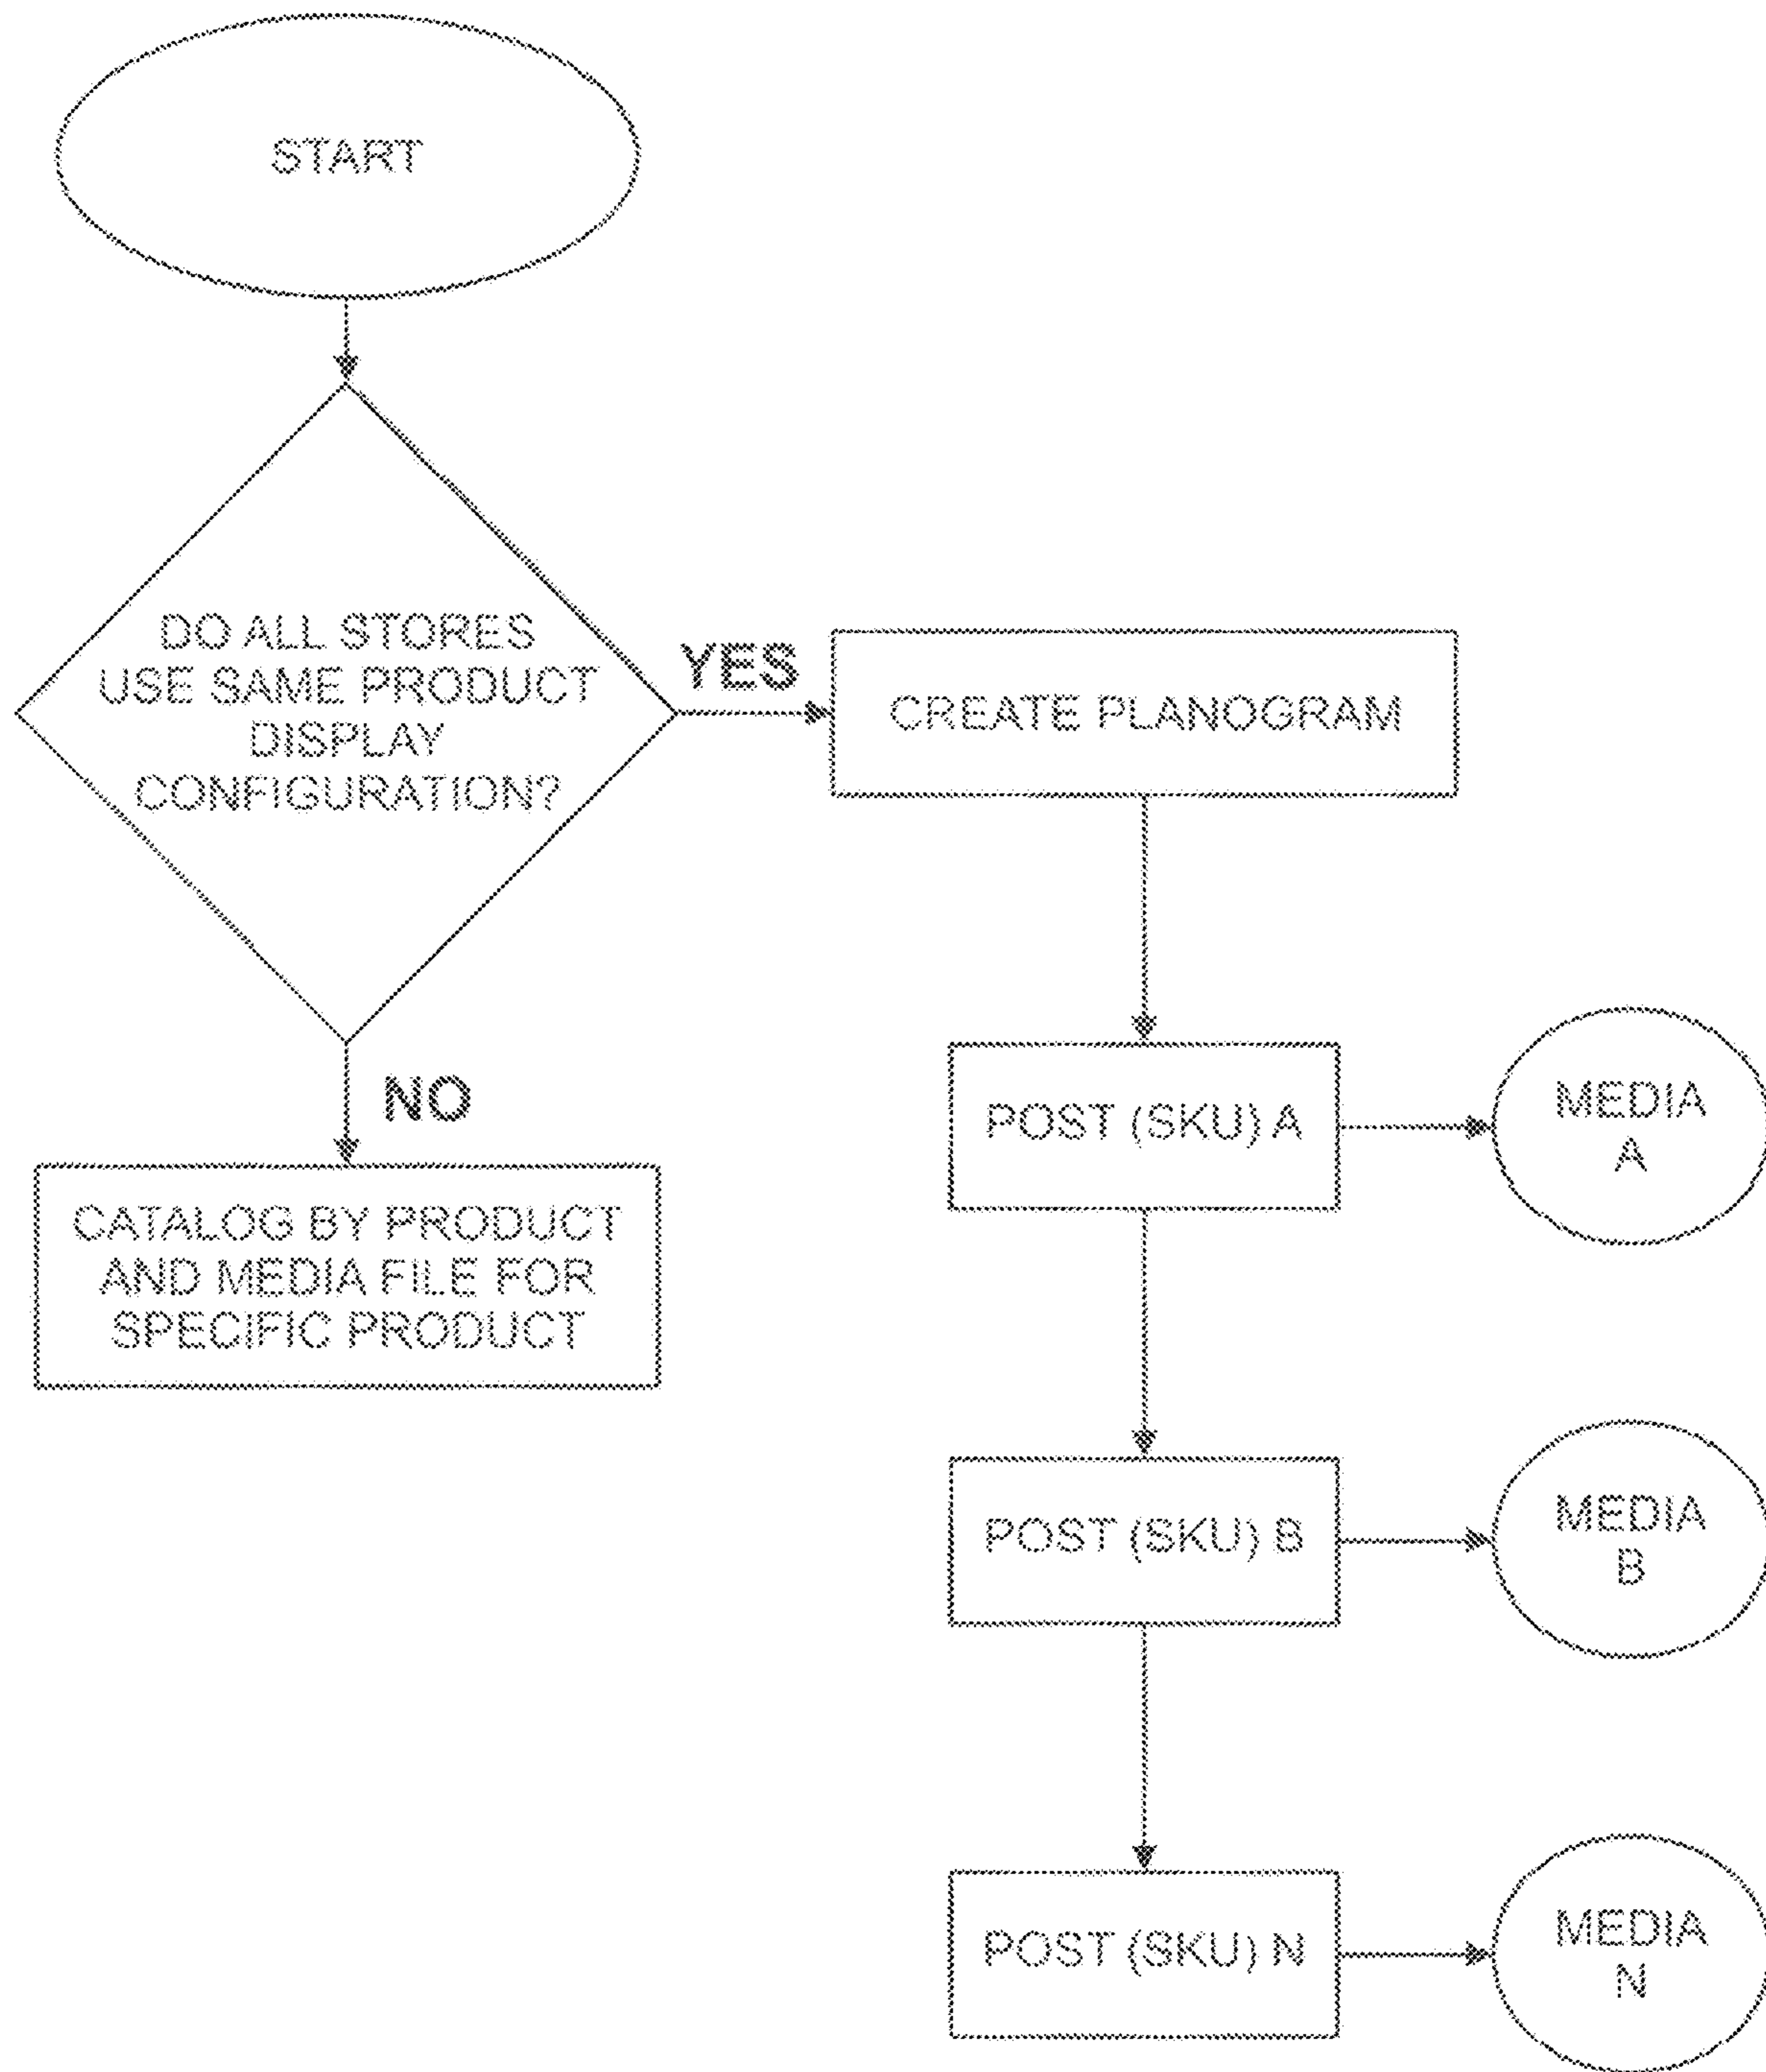 START
DO ALL STORES
USE SAME PRODUCT
DISPLAY
CONFIGURATION?
YES
CREATE PLANOGRAM
NO
CATALOG BY PRODUCT
AND MEDIA FILE FOR
SPECIFIC PRODUCT
POST (SKU) A
MEDIA
A
POST (SKU) B
MEDIA
B
POST (SKU) N
MEDIA
N